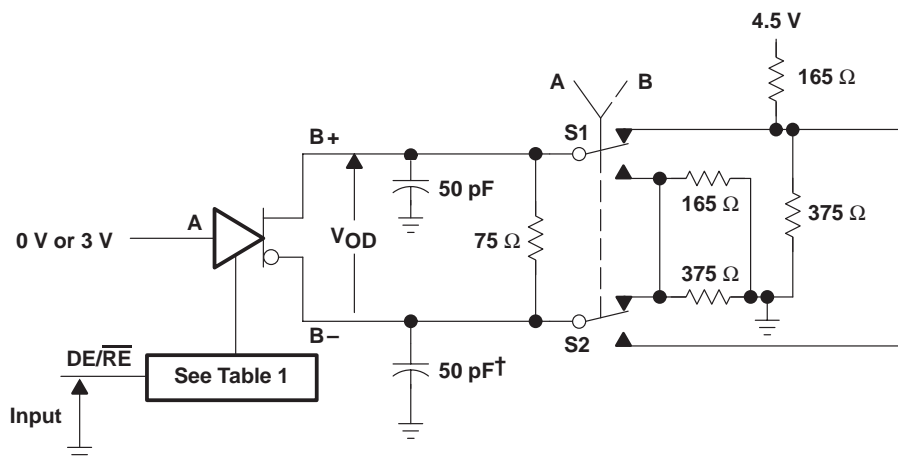 4.5 V
165 Ω
A
B
S1
B+
50 pF
165 Ω
375 Ω
A
0 V or 3 V
VOD
75 Ω
375 Ω
B−
S2
DE/RE
See Table 1
50 pF†
Input